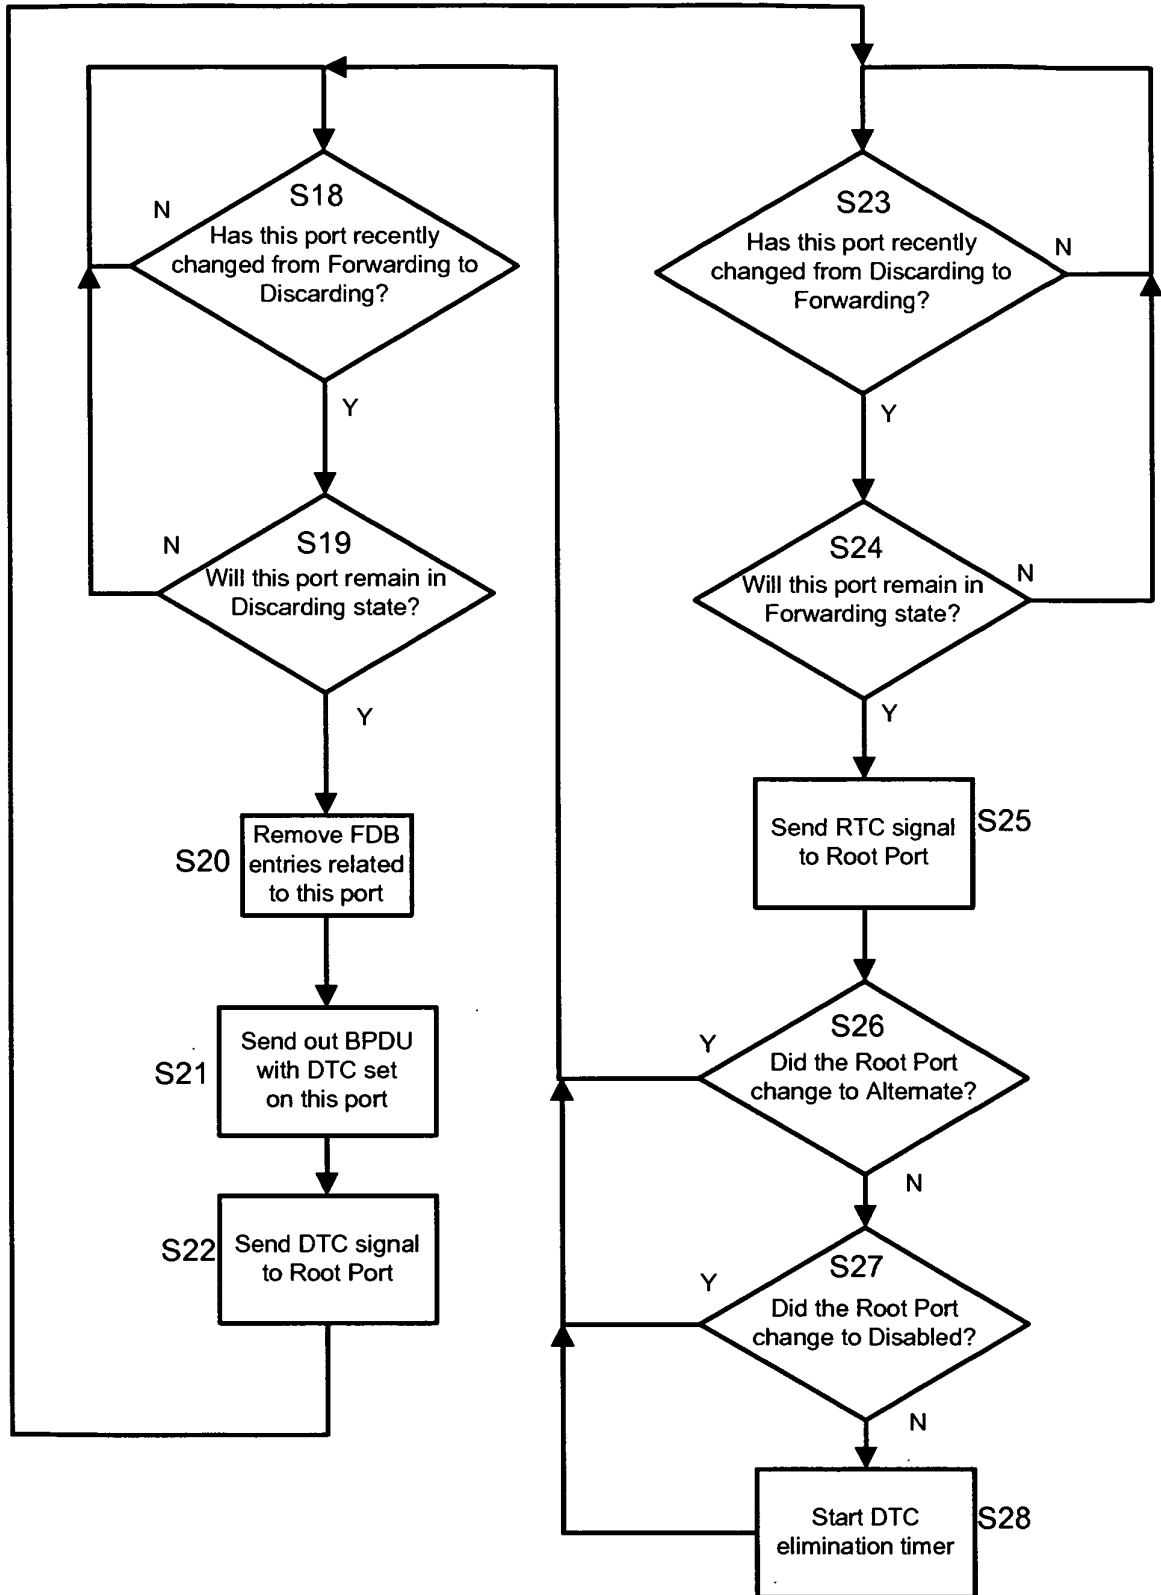 S18
N
Has this port recently
changed from Forwarding to
Discarding?
Y
S19
N
Will this port remain in
Discarding state?
Y
S20
Remove FDB
entries related
to this port
S21
Send out BPDU
with DTC set
on this port
S22
Send DTC signal
to Root Port
S23
Has this port recently
changed from Discarding to
Forwarding?
N
Y
S24
Will this port remain in
Forwarding state?
N
Y
Send RTC signal
to Root Port
S25
S26
Y
Did the Root Port
change to Alternate?
N
S27
Y
Did the Root Port
change to Disabled?
N
Start DTC
elimination timer
S28